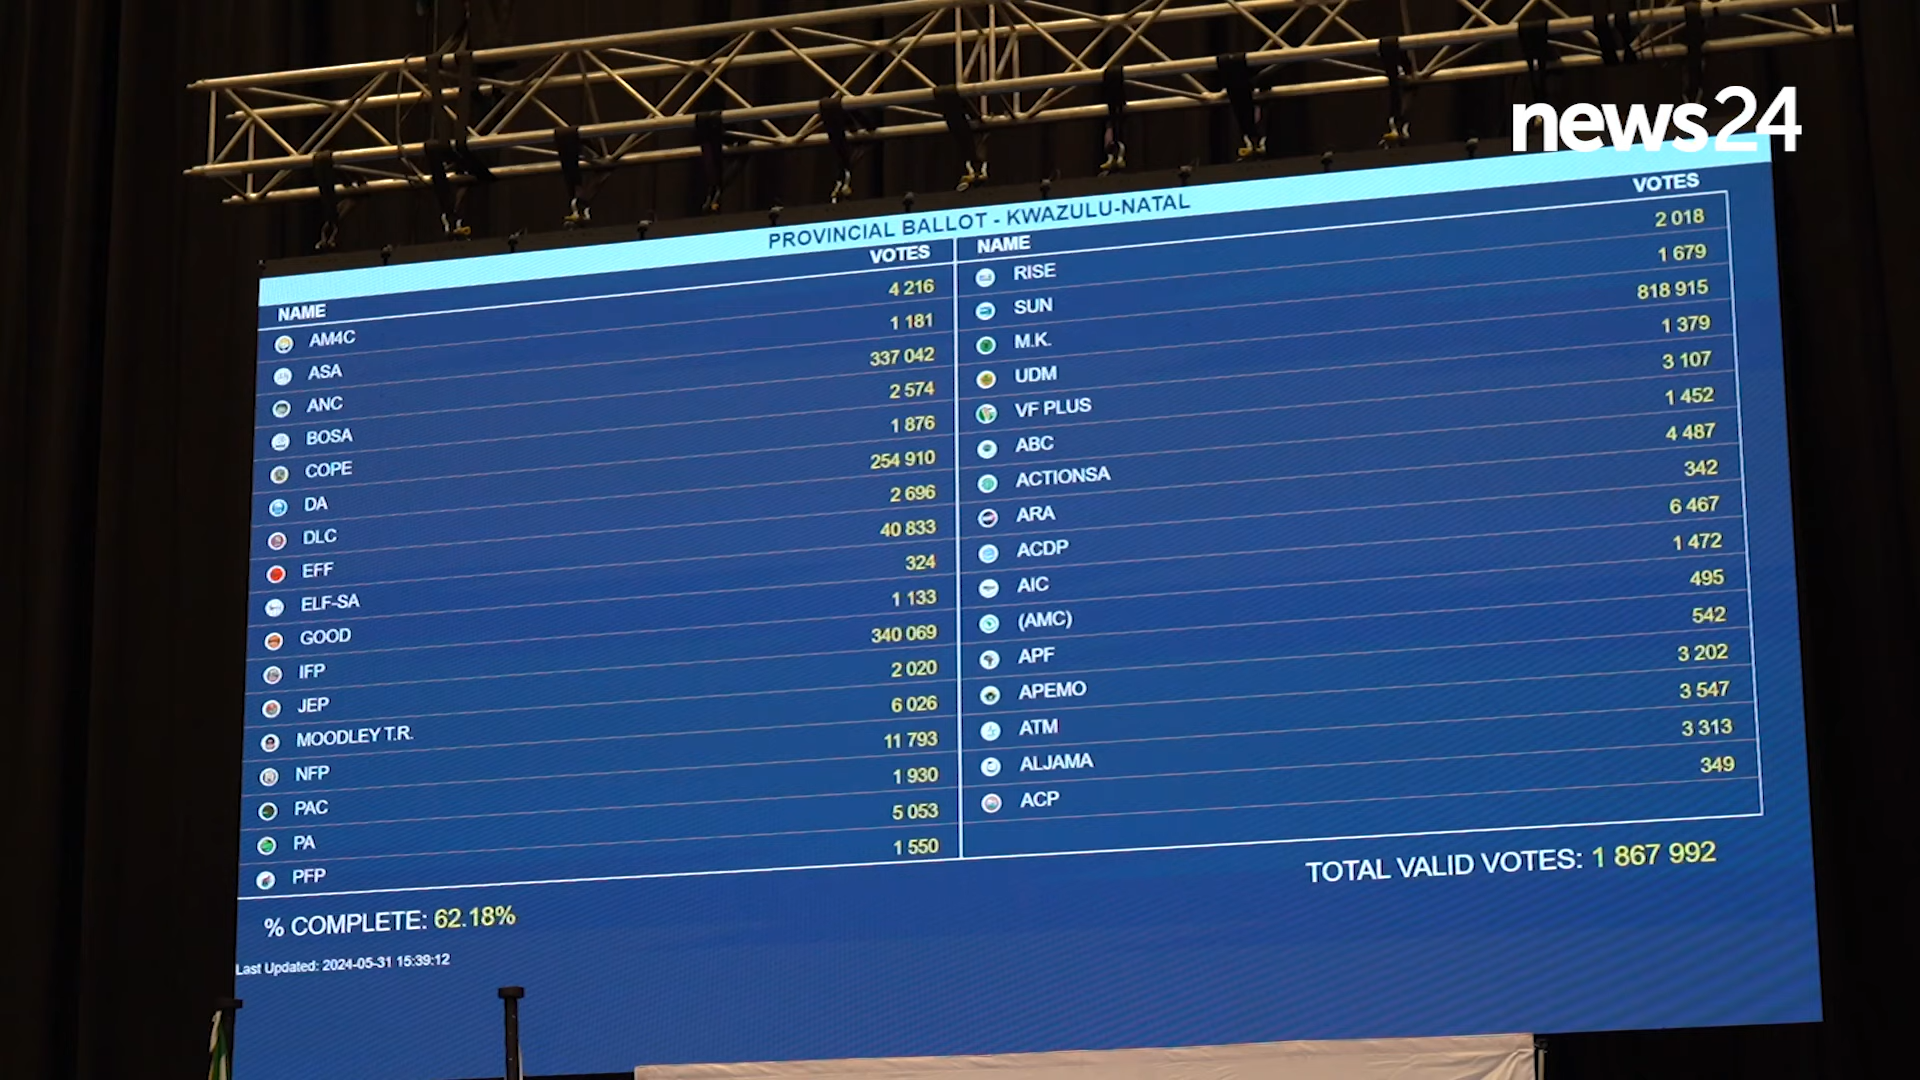 news24
PROVINCIAL BALLOT - KWAZULU-NATAL
NAME VOTES NAME VOTES
AM4C 4 216 RISE 2 018
ASA 1 181 SUN 1 679
ANC 337 042 M.K. 818 915
BOSA 2 574 UDM 1 379
COPE 1 876 VF PLUS 3 107
DA 254 910 ABC 1 452
DLC 2 696 ACTIONSA 4 487
EFF 40 833 ARA 342
ELF-SA 324 ACDP 6 467
GOOD 1 133 AIC 1 472
IFP 340 069 (AMC) 495
JEP 2 020 APF 542
MOODLEY T.R. 6 026 APEMO 3 202
NFP 11 793 ATM 3 547
PAC 1 930 ALJAMA 3 313
PA 5 053 ACP 349
PFP 1 550
% COMPLETE: 62.18% TOTAL VALID VOTES: 1 867 992
Last Updated: 2024-05-31 15:39:12